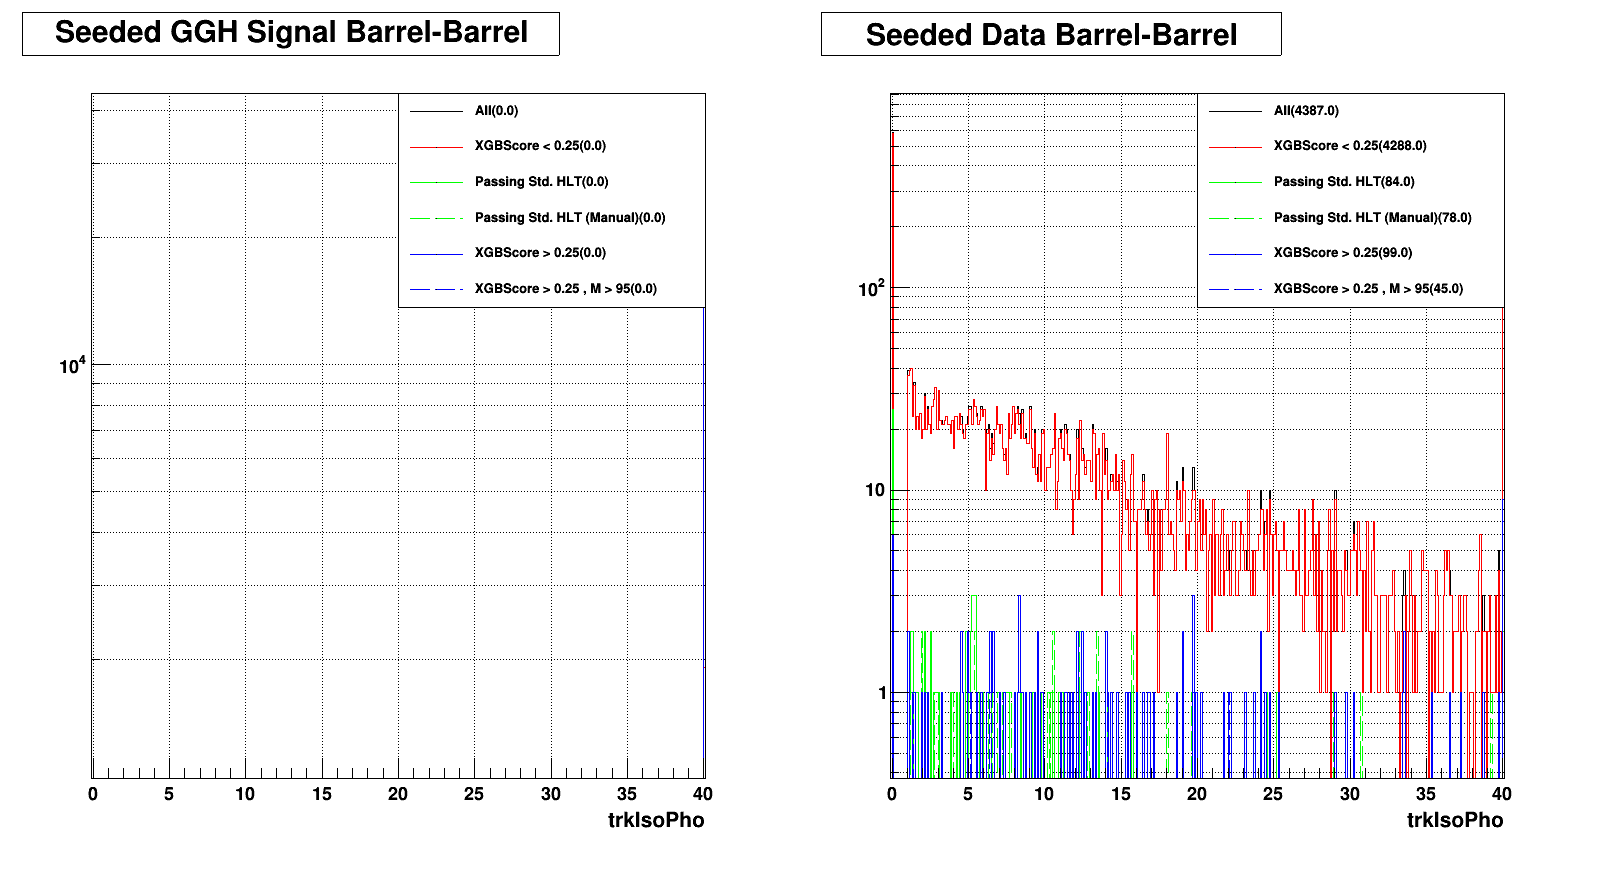 Seeded GGH Signal Barrel-Barrel
All(0.0)
XGBScore < 0.25(0.0)
Passing Std. HLT(0.0)
Passing Std. HLT (Manual)(0.0)
XGBScore > 0.25(0.0)
XGBScore > 0.25 , M > 95(0.0)
10^4
0 5 10 15 20 25 30 35 40
trkIsoPho
Seeded Data Barrel-Barrel
All(4387.0)
XGBScore < 0.25(4288.0)
Passing Std. HLT(84.0)
Passing Std. HLT (Manual)(78.0)
XGBScore > 0.25(99.0)
XGBScore > 0.25 , M > 95(45.0)
10^2
10
1
0 5 10 15 20 25 30 35 40
trkIsoPho